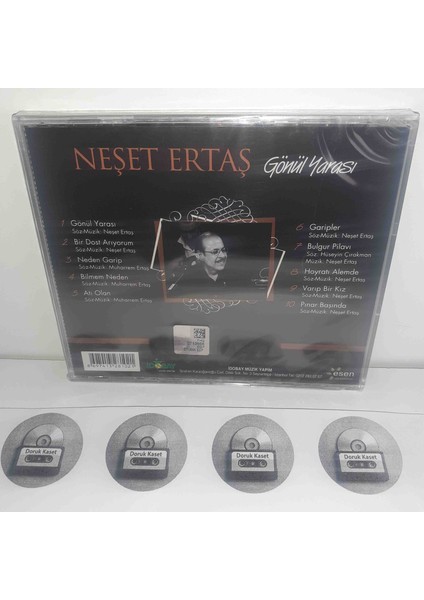 NEŞET ERTAŞ Gönül Yarası
1 Gönül Yarası
Söz-Müzik: Neşet Ertaş
2 Bir Dost Arıyorum
Söz-Müzik: Neşet Ertaş
3 Neden Garip
Söz-Müzik: Muharrem Ertaş
4 Bilmem Neden
Söz-Müzik: Muharrem Ertaş
5
Söz-Müzik: Muharrem Ertaş
6 Garipler
Söz-Müzik: Neşet Ertaş
7 Bulgur Pilavı
Söz: Hüseyin Çırakman
Müzik: Neşet Ertaş
8 Hayratı Alemde
Söz-Müzik: Neşet Ertaş
9 Varıp Bir Kız
Söz-Müzik: Neşet Ertaş
10 Pınar Başında
Söz-Müzik: Neşet Ertaş
MÜZİK YAPIM
esen
Doruk Kaset
Doruk Kaset
Doruk Kaset
Doruk Kaset